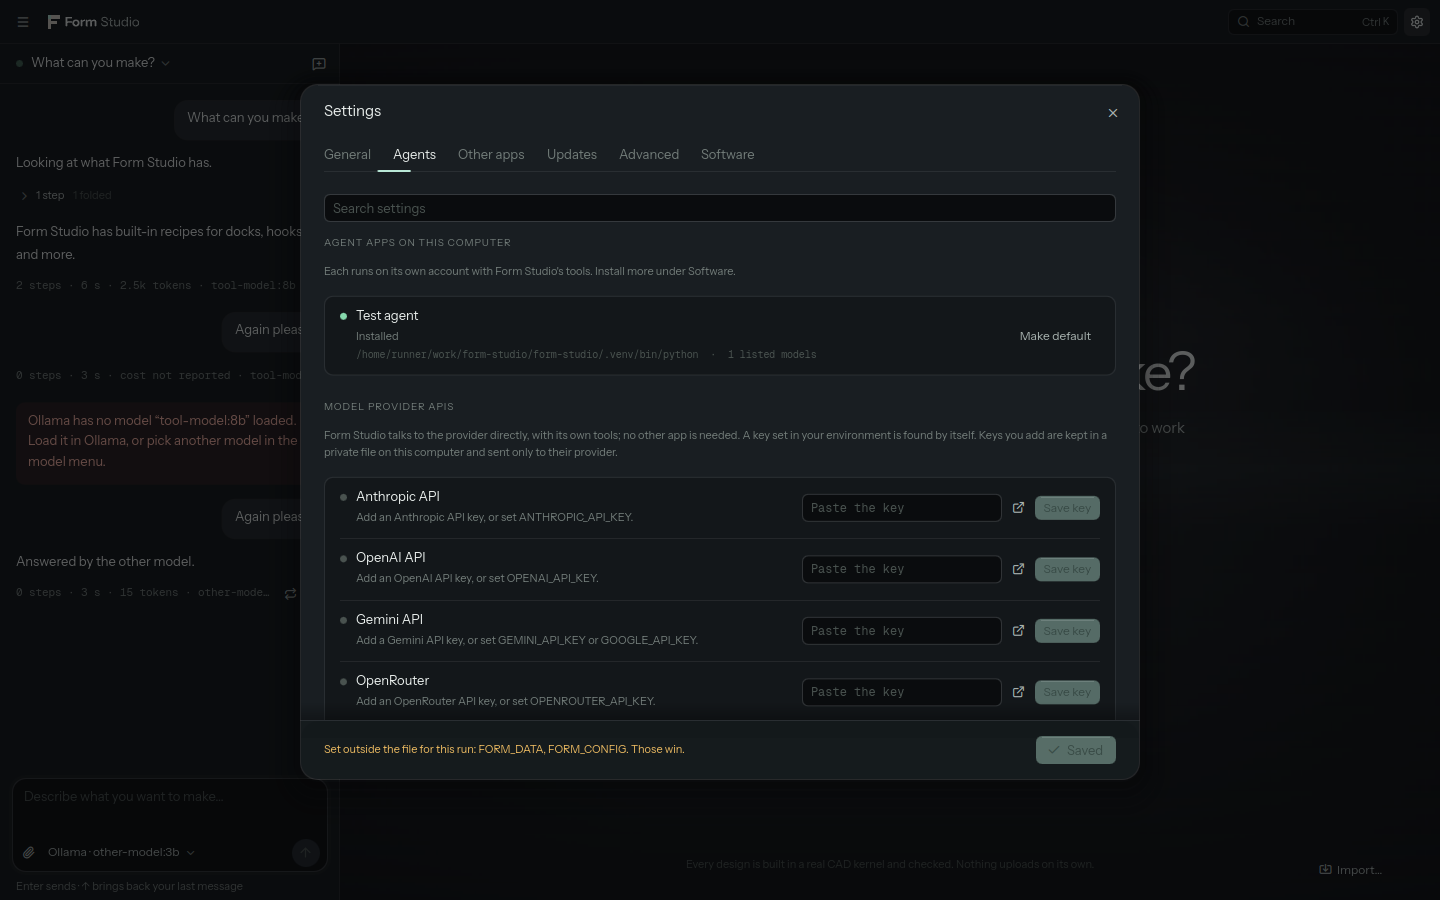 Form Studio
Search
Ctrl K
What can you make?
What can you make
Looking at what Form Studio has.
1 step 1 folded
Form Studio has built-in recipes for docks, hooks
and more.
2 steps · 6 s · 2.5k tokens · tool-model:8b
Again pleas
0 steps · 3 s · cost not reported · tool-mod
Ollama has no model “tool-model:8b” loaded.
Load it in Ollama, or pick another model in the
model menu.
Again pleas
Answered by the other model.
0 steps · 3 s · 15 tokens · other-mode…
Describe what you want to make…
Ollama · other-model:3b
Enter sends · ↑ brings back your last message
Settings
General
Agents
Other apps
Updates
Advanced
Software
Search settings
AGENT APPS ON THIS COMPUTER
Each runs on its own account with Form Studio's tools. Install more under Software.
Test agent
Installed
/home/runner/work/form-studio/form-studio/.venv/bin/python · 1 listed models
Make default
MODEL PROVIDER APIS
Form Studio talks to the provider directly, with its own tools; no other app is needed. A key set in your environment is found by itself. Keys you add are kept in a
private file on this computer and sent only to their provider.
Anthropic API
Add an Anthropic API key, or set ANTHROPIC_API_KEY.
Paste the key
Save key
OpenAI API
Add an OpenAI API key, or set OPENAI_API_KEY.
Paste the key
Save key
Gemini API
Add a Gemini API key, or set GEMINI_API_KEY or GOOGLE_API_KEY.
Paste the key
Save key
OpenRouter
Add an OpenRouter API key, or set OPENROUTER_API_KEY.
Paste the key
Save key
Set outside the file for this run: FORM_DATA, FORM_CONFIG. Those win.
Saved
ke?
o work
Every design is built in a real CAD kernel and checked. Nothing uploads on its own.
Import…